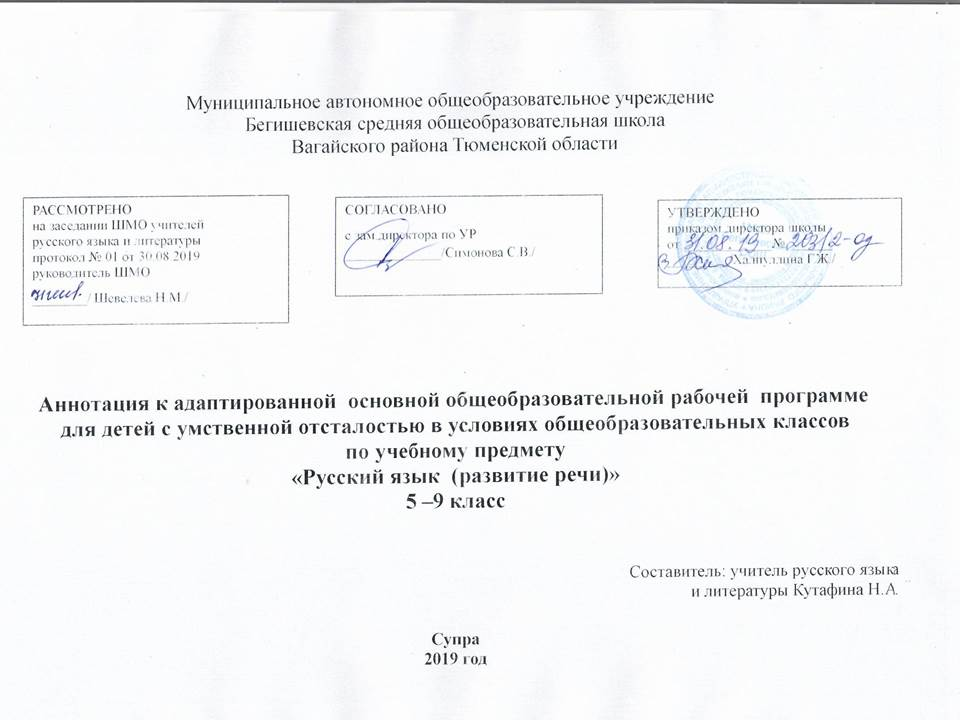 Муниципальное автономное общеобразовательное учреждение
Бегишевская средняя общеобразовательная школа
Вагайского района Тюменской области
РАССМОТРЕНО
на заседании ШМО учителей
русского языка и литературы
протокол № 01 от 30.08.2019
руководитель ШМО
/ Шевелева Н.М./
СОГЛАСОВАНО
с зам.директора по УР
/Симонова С.В./
УТВЕРЖДЕНО
приказом директора школы
от 31.08.19 № 203/2-од
Халиуллина Г.Ж./
Аннотация к адаптированной основной общеобразовательной рабочей программе
для детей с умственной отсталостью в условиях общеобразовательных классов
по учебному предмету
«Русский язык (развитие речи)»
5 –9 класс
Составитель: учитель русского языка
и литературы Кутафина Н.А.
Супра
2019 год